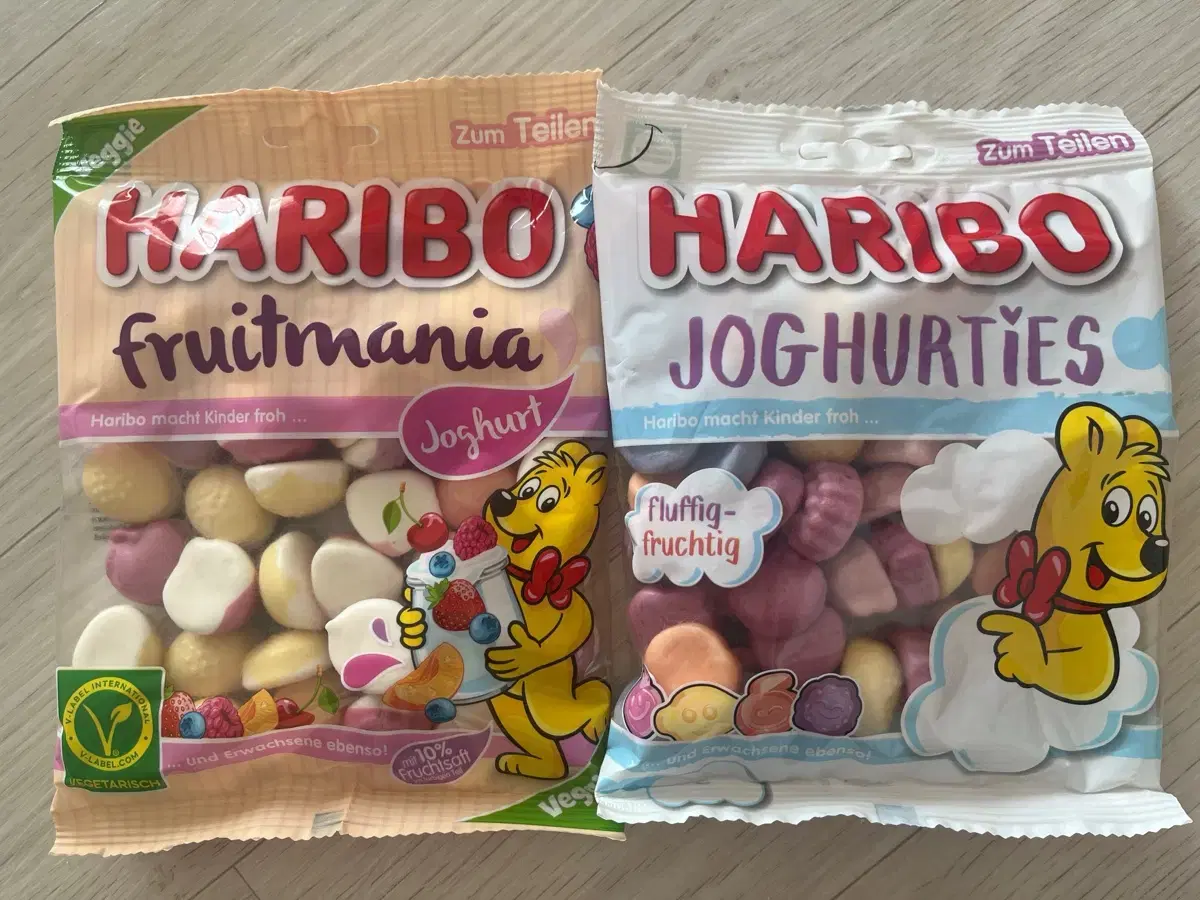 Veggie
Zum Teilen
HARIBO
fruitmania
Haribo macht Kinder froh ...
Joghurt
V-LABEL INTERNATIONAL
V-LABEL.COM
VEGETARISCH
... und Erwachsene ebenso!
mit 10%
Fruchtsaft
Zum Teilen
HARIBO
JOGHURTIES
Haribo macht Kinder froh ...
fluffig-
fruchtig
... und Erwachsene ebenso!